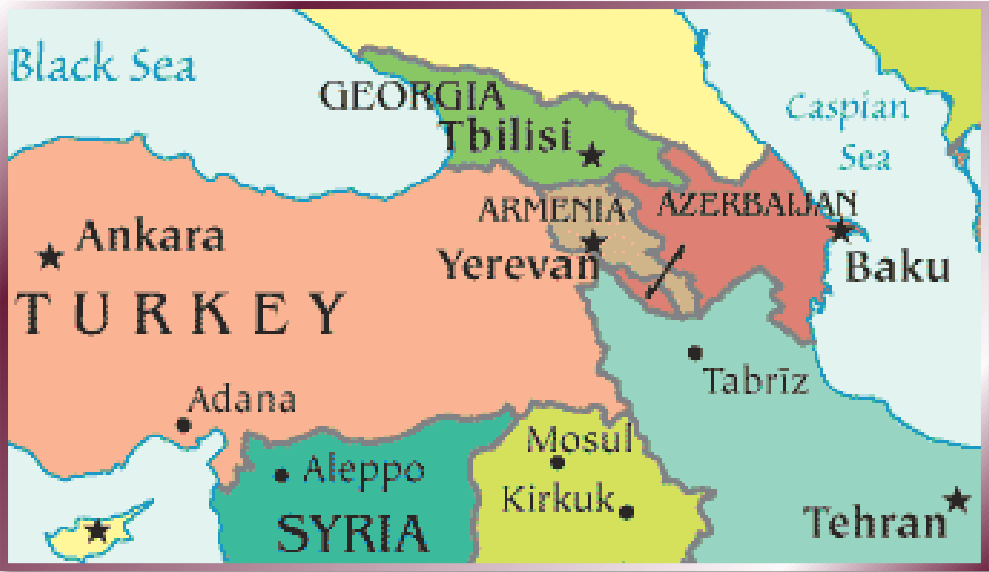 Black Sea
GEORGIA
Tbilisi
Caspian
Sea
ARMENIA
AZERBAIJAN
Ankara
Yerevan
Baku
TURKEY
Tabrīz
Adana
Mosul
Aleppo
Kirkuk
SYRIA
Tehran